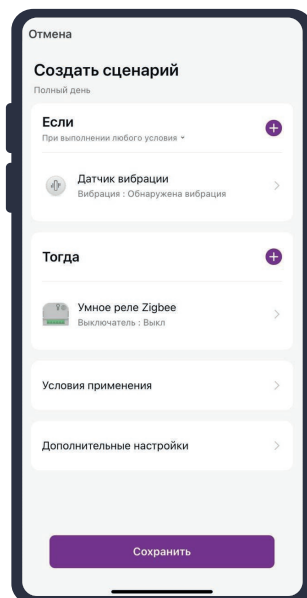 Отмена
Создать сценарий
Полный день
Если
При выполнении любого условия
Датчик вибрации
Вибрация : Обнаружена вибрация
Тогда
Умное реле Zigbee
Выключатель : Выкл
Условия применения
Дополнительные настройки
Сохранить